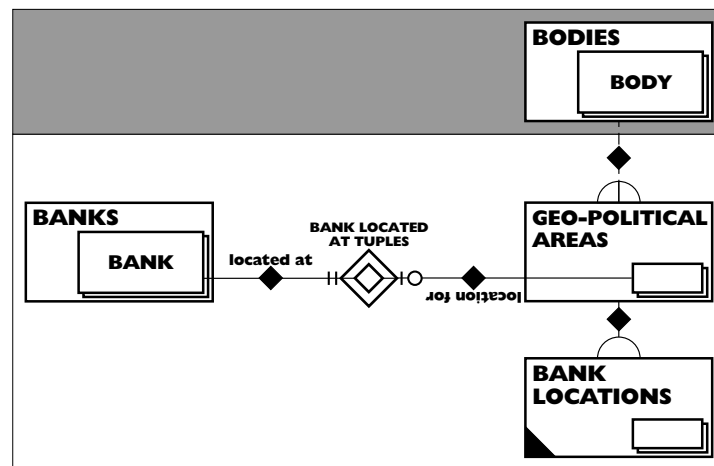 BODIES
BODY
BANKS
BANK
located at
BANK LOCATED
AT TUPLES
location for
GEO-POLITICAL
AREAS
BANK
LOCATIONS